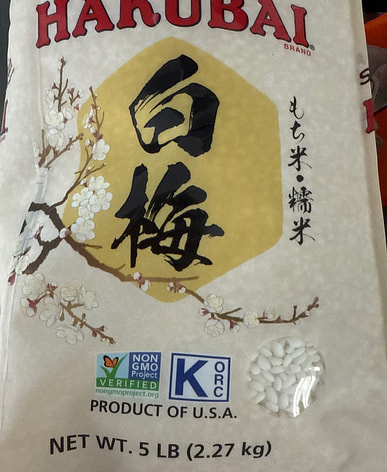 HAKUBAI
BRAND
白梅
もち米・糯米
NON
GMO
Project
VERIFIED
nongmoproject.org
K
ORC
PRODUCT OF U.S.A.
NET WT. 5 LB (2.27 kg)